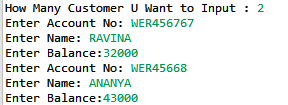 How Many Customer U Want to Input : 2
Enter Account No: WER456767
Enter Name: RAVINA
Enter Balance:32000
Enter Account No: WER45668
Enter Name: ANANYA
Enter Balance:43000